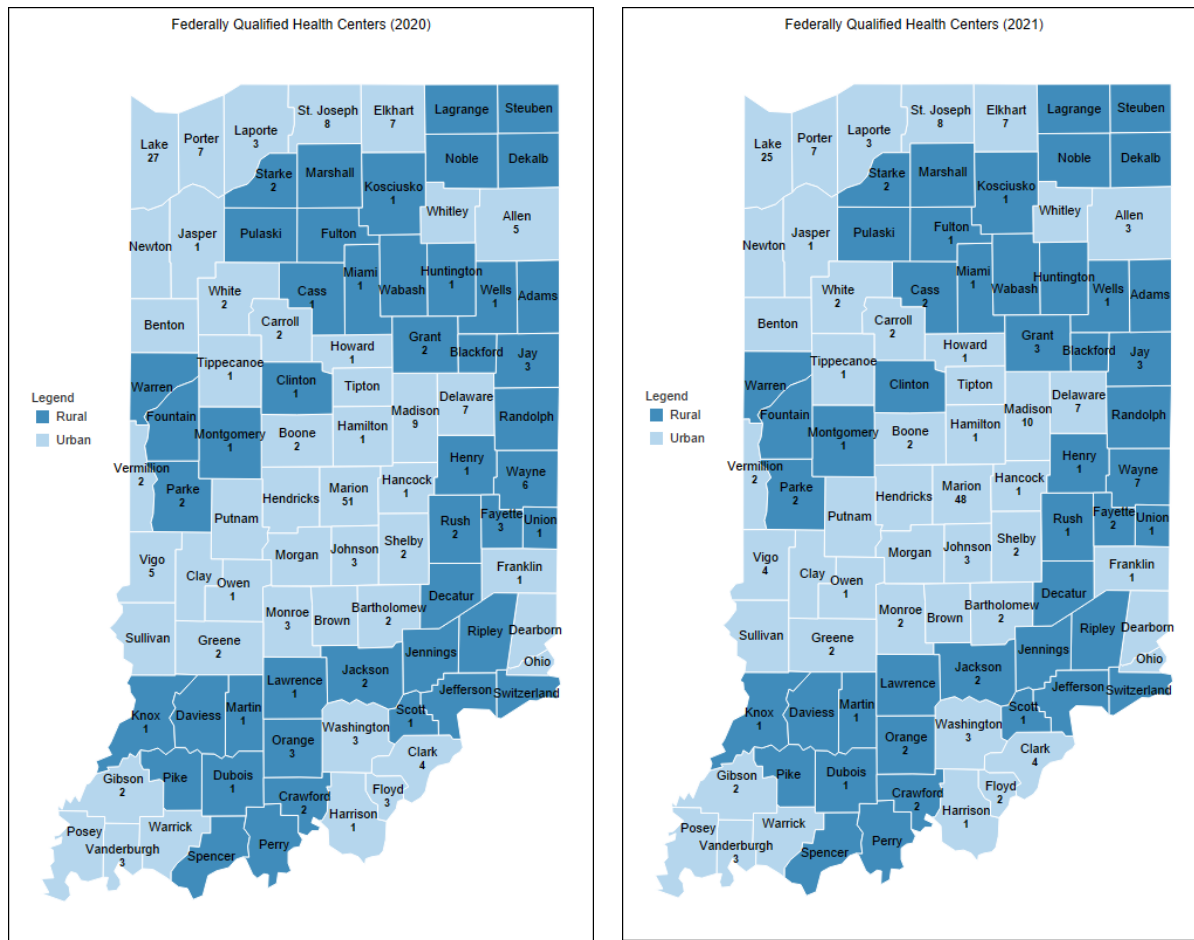 Federally Qualified Health Centers (2020)
St. Joseph
8
Elkhart
7
Lagrange
Steuben
Lake
27
Porter
7
Laporte
3
Noble
Dekalb
Starke
2
Marshall
Kosciusko
1
Whitley
Allen
5
Newton
Jasper
1
Pulaski
Fulton
Miami
1
Wabash
Huntington
1
Wells
1
Adams
White
2
Cass
1
Benton
Carroll
2
Howard
1
Grant
2
Blackford
Jay
3
Tippecanoe
1
Clinton
1
Tipton
Warren
Legend
Rural
Urban
Fountain
Montgomery
1
Boone
2
Hamilton
1
Madison
9
Delaware
7
Randolph
Vermillion
2
Parke
2
Putnam
Hendricks
Marion
51
Hancock
1
Henry
1
Wayne
6
Rush
2
Fayette
3
Union
1
Vigo
5
Clay
Owen
1
Morgan
Johnson
3
Shelby
2
Franklin
1
Decatur
Sullivan
Greene
2
Monroe
3
Brown
Bartholomew
2
Ripley
Dearborn
Ohio
Jennings
Lawrence
1
Jackson
2
Jefferson
Switzerland
Knox
1
Daviess
Martin
1
Orange
3
Washington
3
Scott
1
Clark
4
Gibson
2
Pike
Dubois
1
Crawford
2
Harrison
1
Floyd
3
Posey
Vanderburgh
3
Warrick
Spencer
Perry
Federally Qualified Health Centers (2021)
St. Joseph
8
Elkhart
7
Lagrange
Steuben
Lake
25
Porter
7
Laporte
3
Noble
Dekalb
Starke
2
Marshall
Kosciusko
1
Whitley
Allen
3
Newton
Jasper
1
Pulaski
Fulton
1
Miami
1
Wabash
Huntington
Wells
1
Adams
White
2
Cass
2
Benton
Carroll
2
Howard
1
Grant
3
Blackford
Jay
3
Tippecanoe
1
Clinton
Tipton
Warren
Legend
Rural
Urban
Fountain
Montgomery
1
Boone
2
Hamilton
1
Madison
10
Delaware
7
Randolph
Vermillion
2
Parke
2
Putnam
Hendricks
Marion
48
Hancock
1
Henry
1
Wayne
7
Rush
1
Fayette
2
Union
1
Vigo
4
Clay
Owen
1
Morgan
Johnson
3
Shelby
2
Franklin
1
Decatur
Sullivan
Greene
2
Monroe
2
Brown
Bartholomew
2
Ripley
Dearborn
Ohio
Jennings
Lawrence
Jackson
2
Jefferson
Switzerland
Knox
1
Daviess
Martin
1
Orange
2
Washington
3
Scott
1
Clark
4
Gibson
2
Pike
Dubois
1
Crawford
2
Harrison
1
Floyd
2
Posey
Vanderburgh
3
Warrick
Spencer
Perry